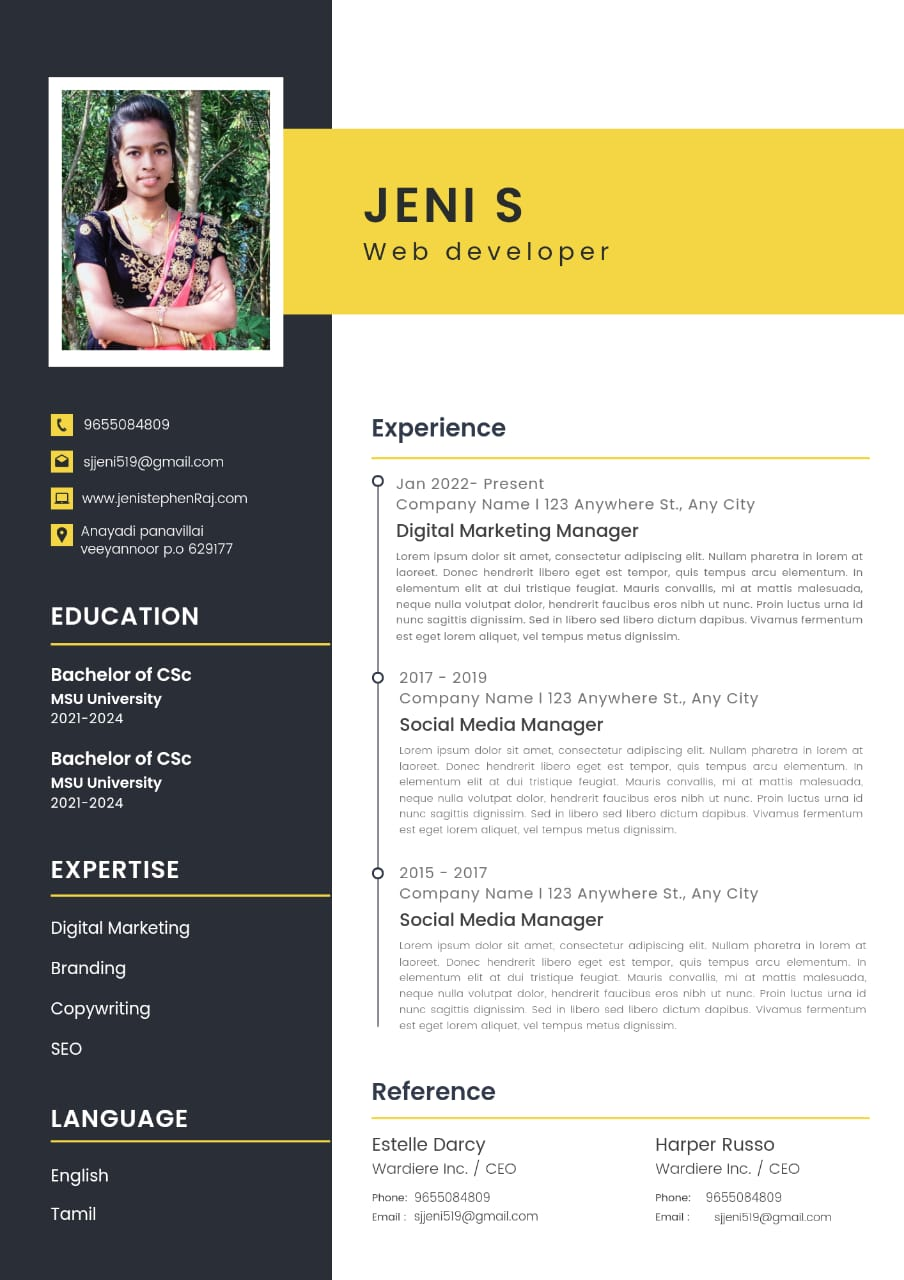 JENI S
Web developer
9655084809
sjjeni519@gmail.com
www.jenistephenRaj.com
Anayadi panavillai
veeyannoor p.o 629177
EDUCATION
Bachelor of CSc
MSU University
2021-2024
Bachelor of CSc
MSU University
2021-2024
EXPERTISE
Digital Marketing
Branding
Copywriting
SEO
LANGUAGE
English
Tamil
Experience
Jan 2022- Present
Company Name l 123 Anywhere St., Any City
Digital Marketing Manager
Lorem ipsum dolor sit amet, consectetur adipiscing elit. Nullam pharetra in lorem at
laoreet. Donec hendrerit libero eget est tempor, quis tempus arcu elementum. In
elementum elit at dui tristique feugiat. Mauris convallis, mi at mattis malesuada,
neque nulla volutpat dolor, hendrerit faucibus eros nibh ut nunc. Proin luctus urna id
nunc sagittis dignissim. Sed in libero sed libero dictum dapibus. Vivamus fermentum
est eget lorem aliquet, vel tempus metus dignissim.
2017 - 2019
Company Name l 123 Anywhere St., Any City
Social Media Manager
Lorem ipsum dolor sit amet, consectetur adipiscing elit. Nullam pharetra in lorem at
laoreet. Donec hendrerit libero eget est tempor, quis tempus arcu elementum. In
elementum elit at dui tristique feugiat. Mauris convallis, mi at mattis malesuada,
neque nulla volutpat dolor, hendrerit faucibus eros nibh ut nunc. Proin luctus urna id
nunc sagittis dignissim. Sed in libero sed libero dictum dapibus. Vivamus fermentum
est eget lorem aliquet, vel tempus metus dignissim.
2015 - 2017
Company Name l 123 Anywhere St., Any City
Social Media Manager
Lorem ipsum dolor sit amet, consectetur adipiscing elit. Nullam pharetra in lorem at
laoreet. Donec hendrerit libero eget est tempor, quis tempus arcu elementum. In
elementum elit at dui tristique feugiat. Mauris convallis, mi at mattis malesuada,
neque nulla volutpat dolor, hendrerit faucibus eros nibh ut nunc. Proin luctus urna id
nunc sagittis dignissim. Sed in libero sed libero dictum dapibus. Vivamus fermentum
est eget lorem aliquet, vel tempus metus dignissim.
Reference
Estelle Darcy
Wardiere Inc. / CEO
Phone: 9655084809
Email : sjjeni519@gmail.com
Harper Russo
Wardiere Inc. / CEO
Phone: 9655084809
Email : sjjeni519@gmail.com